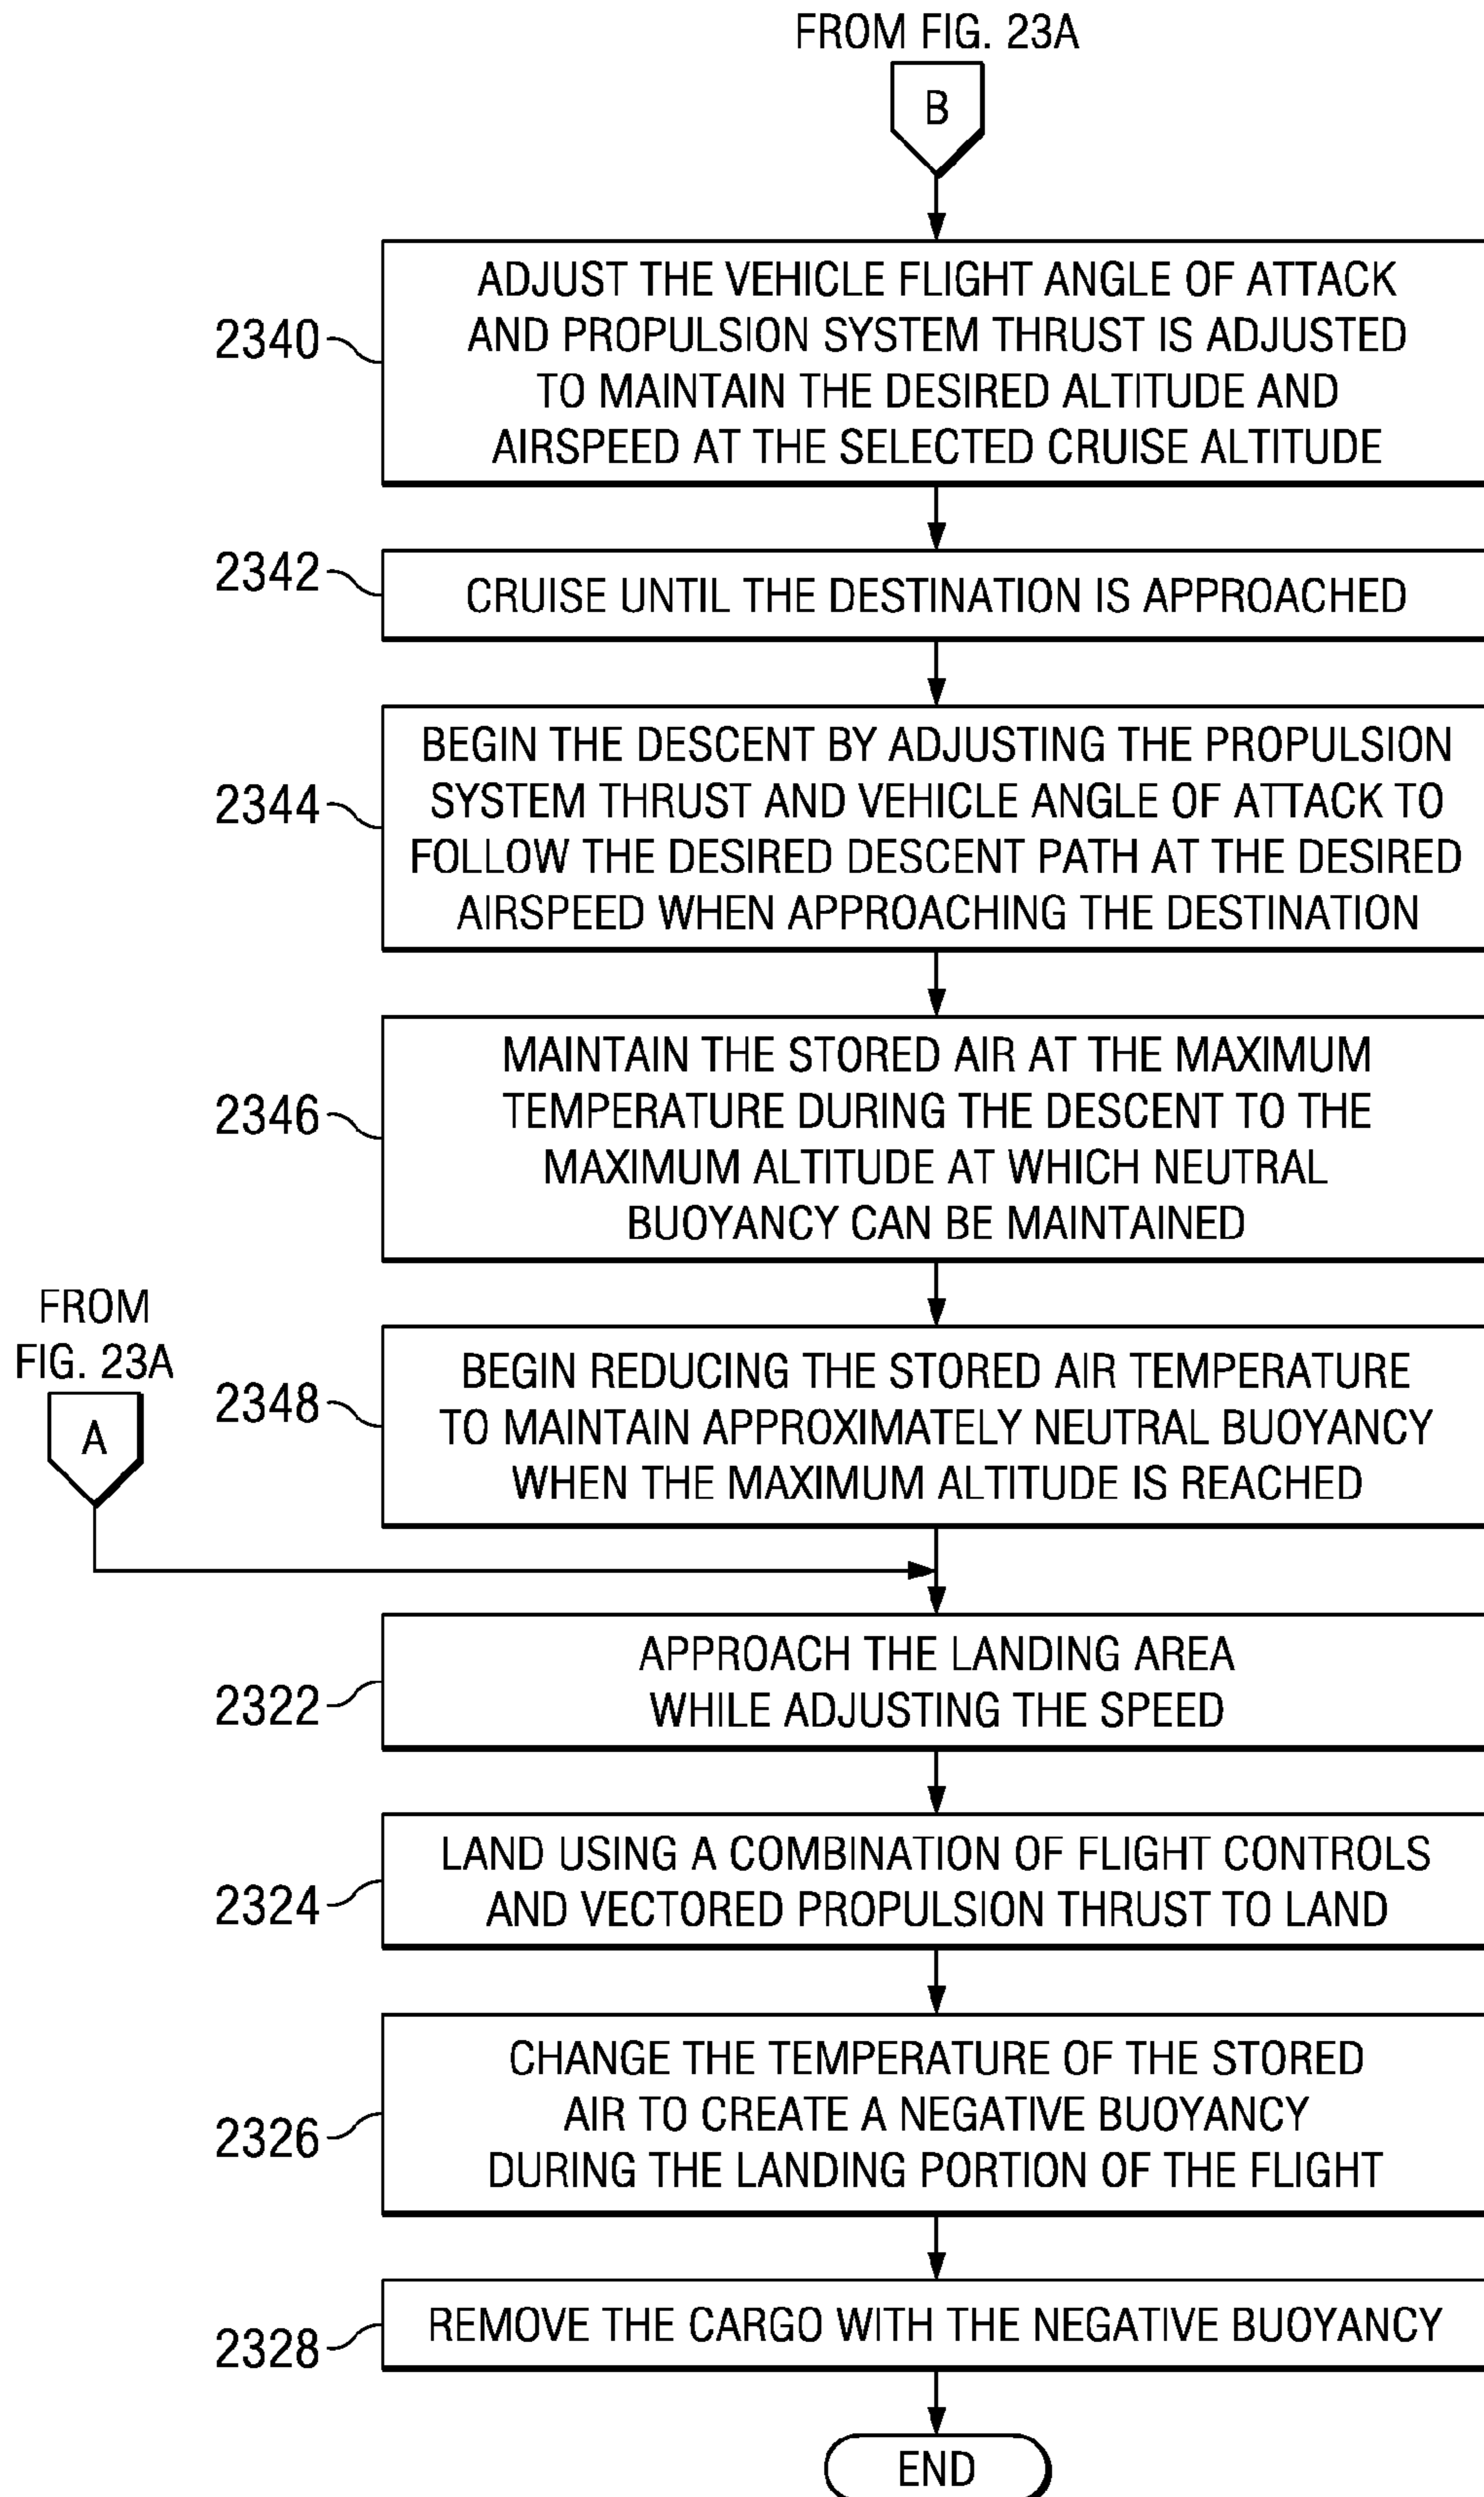 FROM FIG. 23A
B
ADJUST THE VEHICLE FLIGHT ANGLE OF ATTACK
AND PROPULSION SYSTEM THRUST IS ADJUSTED
TO MAINTAIN THE DESIRED ALTITUDE AND
AIRSPEED AT THE SELECTED CRUISE ALTITUDE
2340
2342
CRUISE UNTIL THE DESTINATION IS APPROACHED
BEGIN THE DESCENT BY ADJUSTING THE PROPULSION
SYSTEM THRUST AND VEHICLE ANGLE OF ATTACK TO
FOLLOW THE DESIRED DESCENT PATH AT THE DESIRED
AIRSPEED WHEN APPROACHING THE DESTINATION
2344
MAINTAIN THE STORED AIR AT THE MAXIMUM
TEMPERATURE DURING THE DESCENT TO THE
MAXIMUM ALTITUDE AT WHICH NEUTRAL
BUOYANCY CAN BE MAINTAINED
2346
FROM
FIG. 23A
A
BEGIN REDUCING THE STORED AIR TEMPERATURE
TO MAINTAIN APPROXIMATELY NEUTRAL BUOYANCY
WHEN THE MAXIMUM ALTITUDE IS REACHED
2348
APPROACH THE LANDING AREA
WHILE ADJUSTING THE SPEED
2322
LAND USING A COMBINATION OF FLIGHT CONTROLS
AND VECTORED PROPULSION THRUST TO LAND
2324
CHANGE THE TEMPERATURE OF THE STORED
AIR TO CREATE A NEGATIVE BUOYANCY
DURING THE LANDING PORTION OF THE FLIGHT
2326
REMOVE THE CARGO WITH THE NEGATIVE BUOYANCY
2328
END